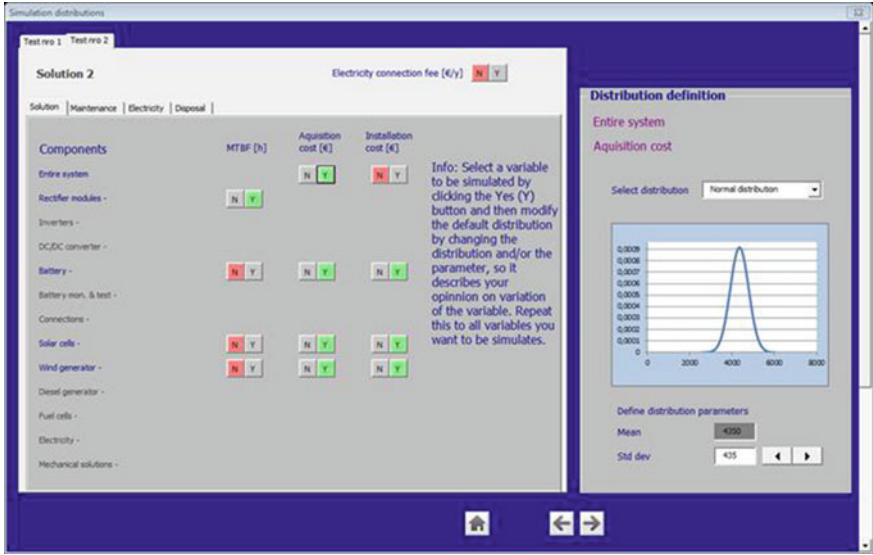 Simulation distributions
Test nro 1 Test nro 2
Solution 2
Electricity connection fee [€/y] N Y
Solution Maintenance Electricity Disposal
Components MTBF [h] Aquisition cost [€] Installation cost [€]
Entire system N Y N Y
Rectifier modules - N Y
Inverters -
DC/DC converter -
Battery - N Y N Y N Y
Battery mon. & test -
Connections -
Solar cells - N Y N Y N Y
Wind generator - N Y N Y N Y
Diesel generator -
Fuel cells -
Electricity -
Mechanical solutions -
Info: Select a variable
to be simulated by
clicking the Yes (Y)
button and then modify
the default distribution
by changing the
distribution and/or the
parameter, so it
describes your
opinnion on variation
of the variable. Repeat
this to all variables you
want to be simulates.
Distribution definition
Entire system
Aquisition cost
Select distribution Normal distribution
0,0009
0,0008
0,0007
0,0006
0,0005
0,0004
0,0003
0,0002
0,0001
0
0 2000 4000 6000 8000
Define distribution parameters
Mean 4350
Std dev 435